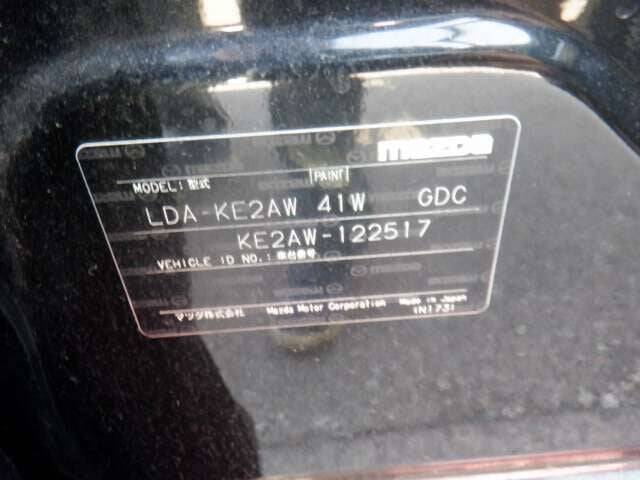 mazda
MODEL:型式 PAINT
LDA-KE2AW 41W GDC
KE2AW-122517
VEHICLE ID NO.:車台番号
マツダ株式会社 Mazda Motor Corporation Made in Japan
1N1731